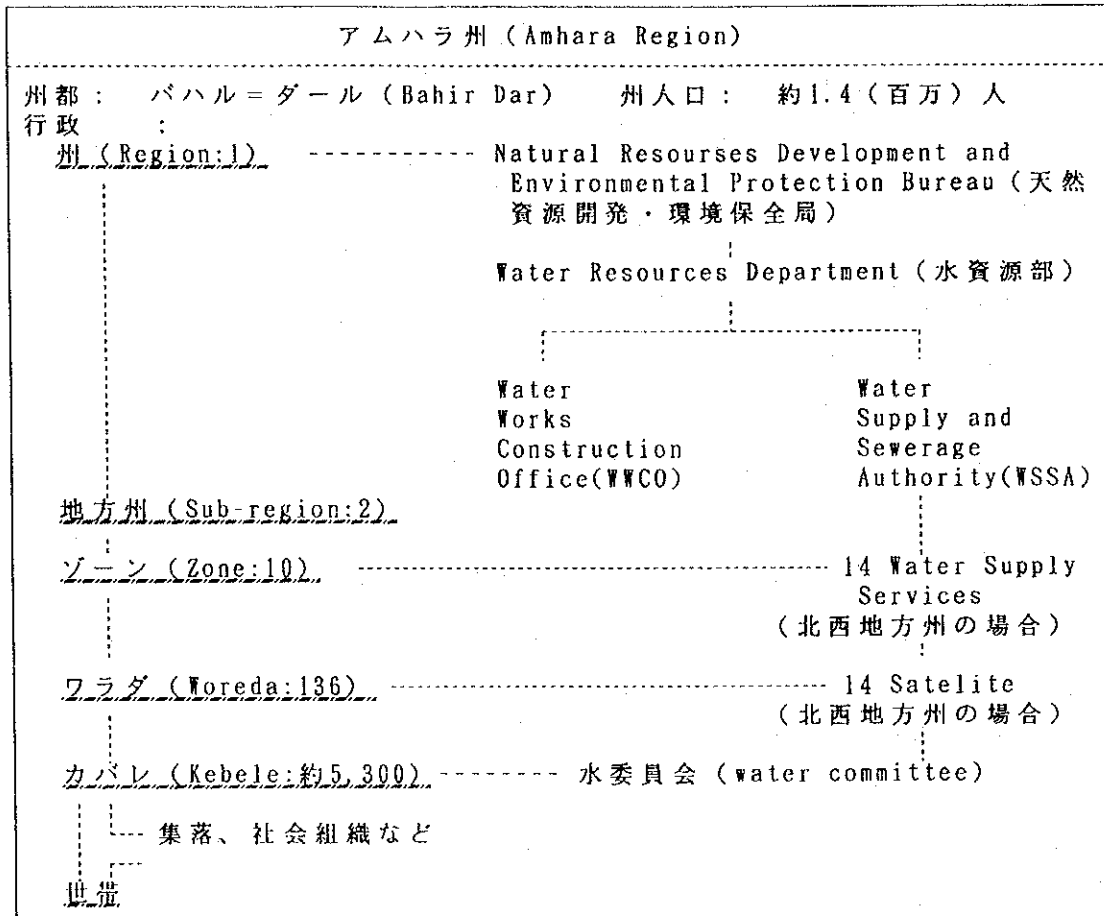 アムハラ州 (Amhara Region)
州都: バハル=ダール (Bahir Dar) 州人口: 約1.4(百万)人
行政 :
州 (Region:1) Natural Resourses Development and
Environmental Protection Bureau (天然
資源開発・環境保全局)
Water Resources Department (水資源部)
Water Water
Works Supply and
Construction Sewerage
Office(WWCO) Authority(WSSA)
地方州 (Sub-region:2)
ゾーン (Zone:10) 14 Water Supply
Services
(北西地方州の場合)
ワラダ (Woreda:136) 14 Satelite
(北西地方州の場合)
カバレ (Kebele:約5,300) 水委員会 (water committee)
集落、社会組織など
世帯